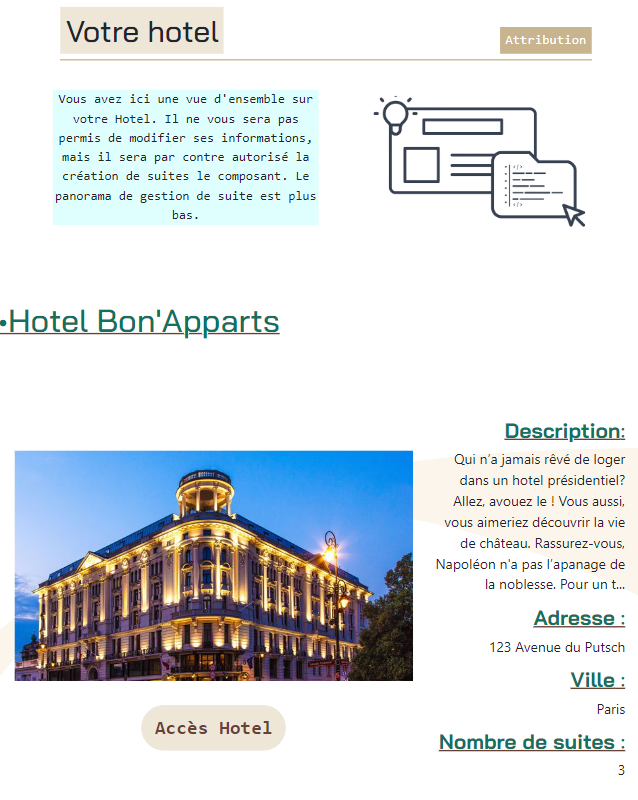 Votre hotel
Attribution
Vous avez ici une vue d'ensemble sur
votre Hotel. Il ne vous sera pas
permis de modifier ses informations,
mais il sera par contre autorisé la
création de suites le composant. Le
panorama de gestion de suite est plus
bas.
•Hotel Bon'Apparts
Description:
Qui n'a jamais rêvé de loger
dans un hotel présidentiel?
Allez, avouez le ! Vous aussi,
vous aimeriez découvrir la vie
de château. Rassurez-vous,
Napoléon n'a pas l'apanage de
la noblesse. Pour un t...
Adresse :
123 Avenue du Putsch
Ville :
Paris
Accès Hotel
Nombre de suites :
3